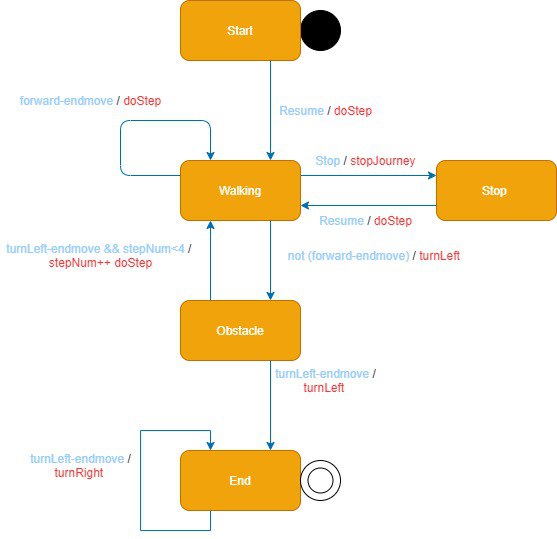 Start
forward-endmove / doStep
Resume / doStep
Stop / stopJourney
Walking
Stop
Resume / doStep
turnLeft-endmove && stepNum<4 /
stepNum++ doStep
not (forward-endmove) / turnLeft
Obstacle
turnLeft-endmove /
turnLeft
turnLeft-endmove /
turnRight
End